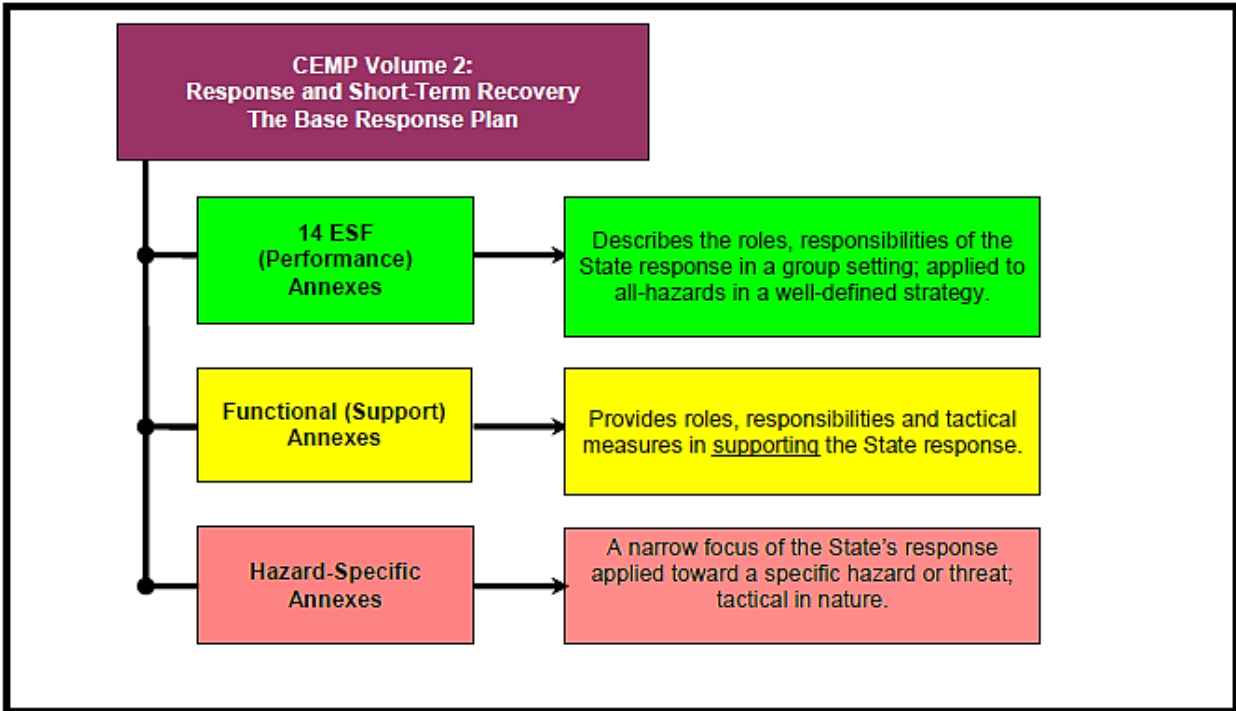 CEMP Volume 2:
Response and Short-Term Recovery
The Base Response Plan
14 ESF
(Performance)
Annexes
Describes the roles, responsibilities of the
State response in a group setting; applied to
all-hazards in a well-defined strategy.
Functional (Support)
Annexes
Provides roles, responsibilities and tactical
measures in supporting the State response.
Hazard-Specific
Annexes
A narrow focus of the State’s response
applied toward a specific hazard or threat;
tactical in nature.